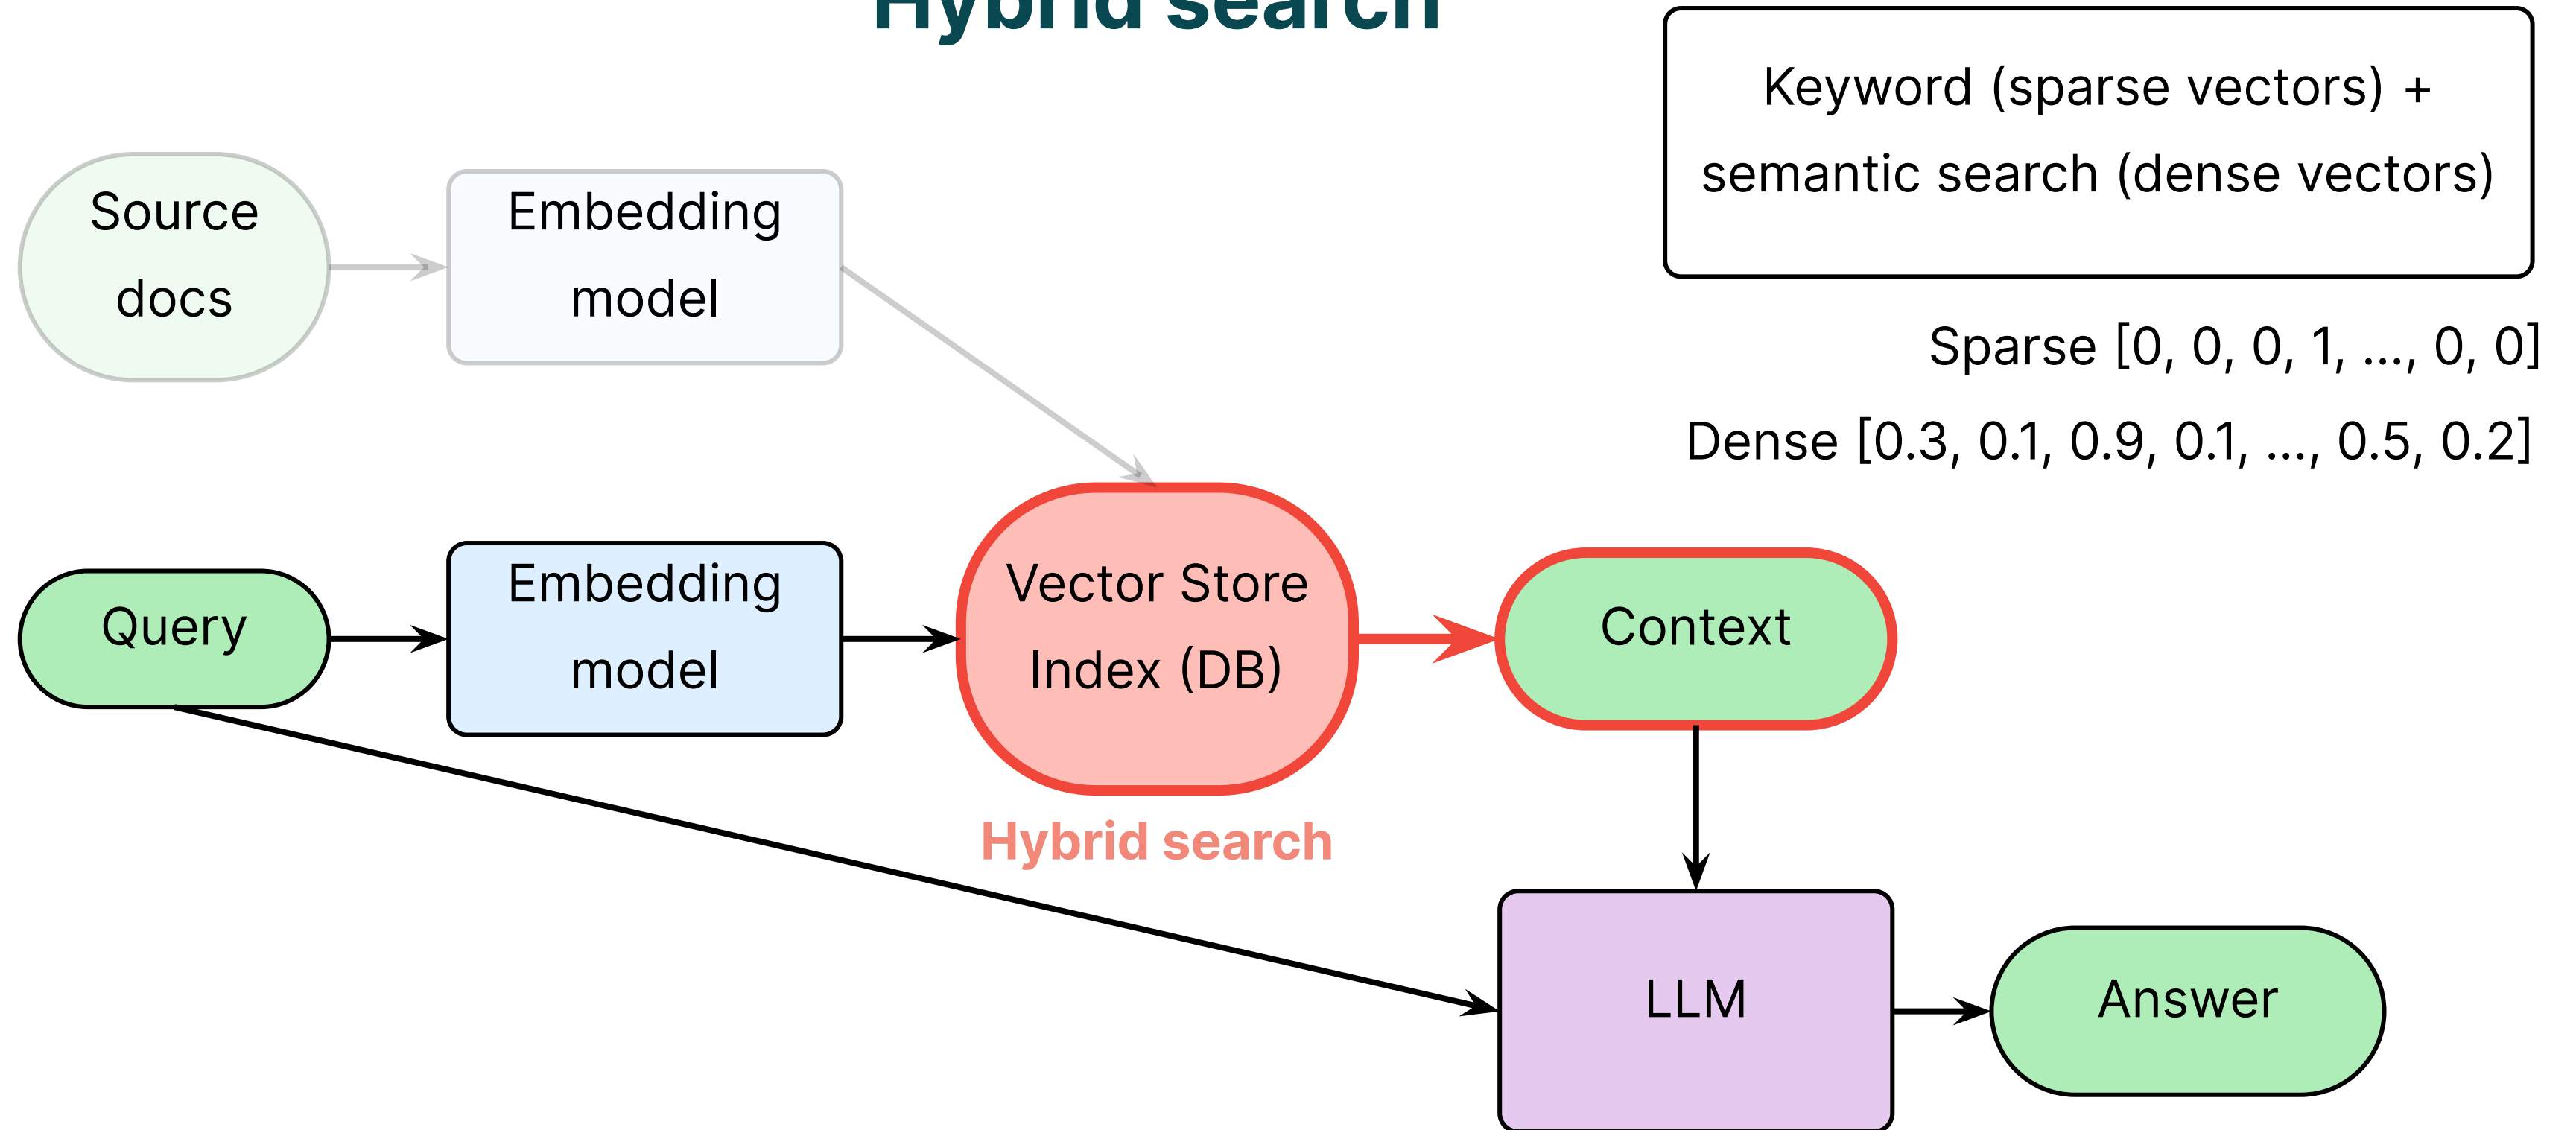 Hybrid search
Keyword (sparse vectors) +
semantic search (dense vectors)
Source
docs
Embedding
model
Sparse [0, 0, 0, 1, ..., 0, 0]
Dense [0.3, 0.1, 0.9, 0.1, ..., 0.5, 0.2]
Query
Embedding
model
Vector Store
Index (DB)
Context
Hybrid search
LLM
Answer